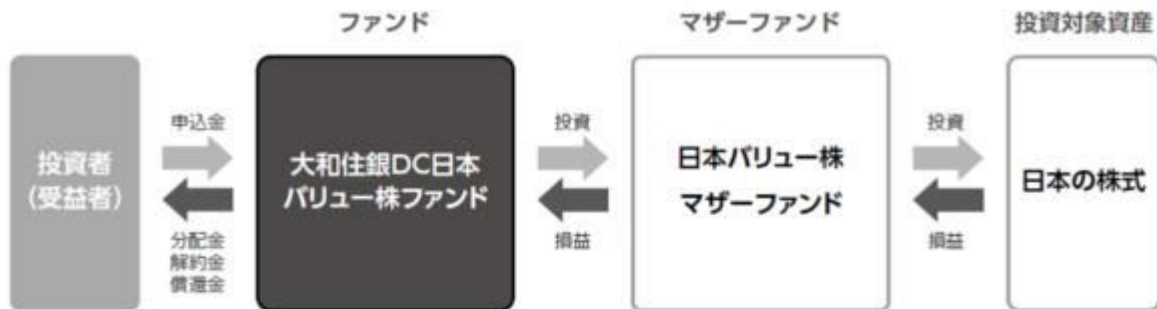 ファンド
マザーファンド
投資対象資産
投資者
(受益者)
申込金
分配金
解約金
償還金
大和住銀DC日本
バリュー株ファンド
投資
損益
日本バリュー株
マザーファンド
投資
損益
日本の株式